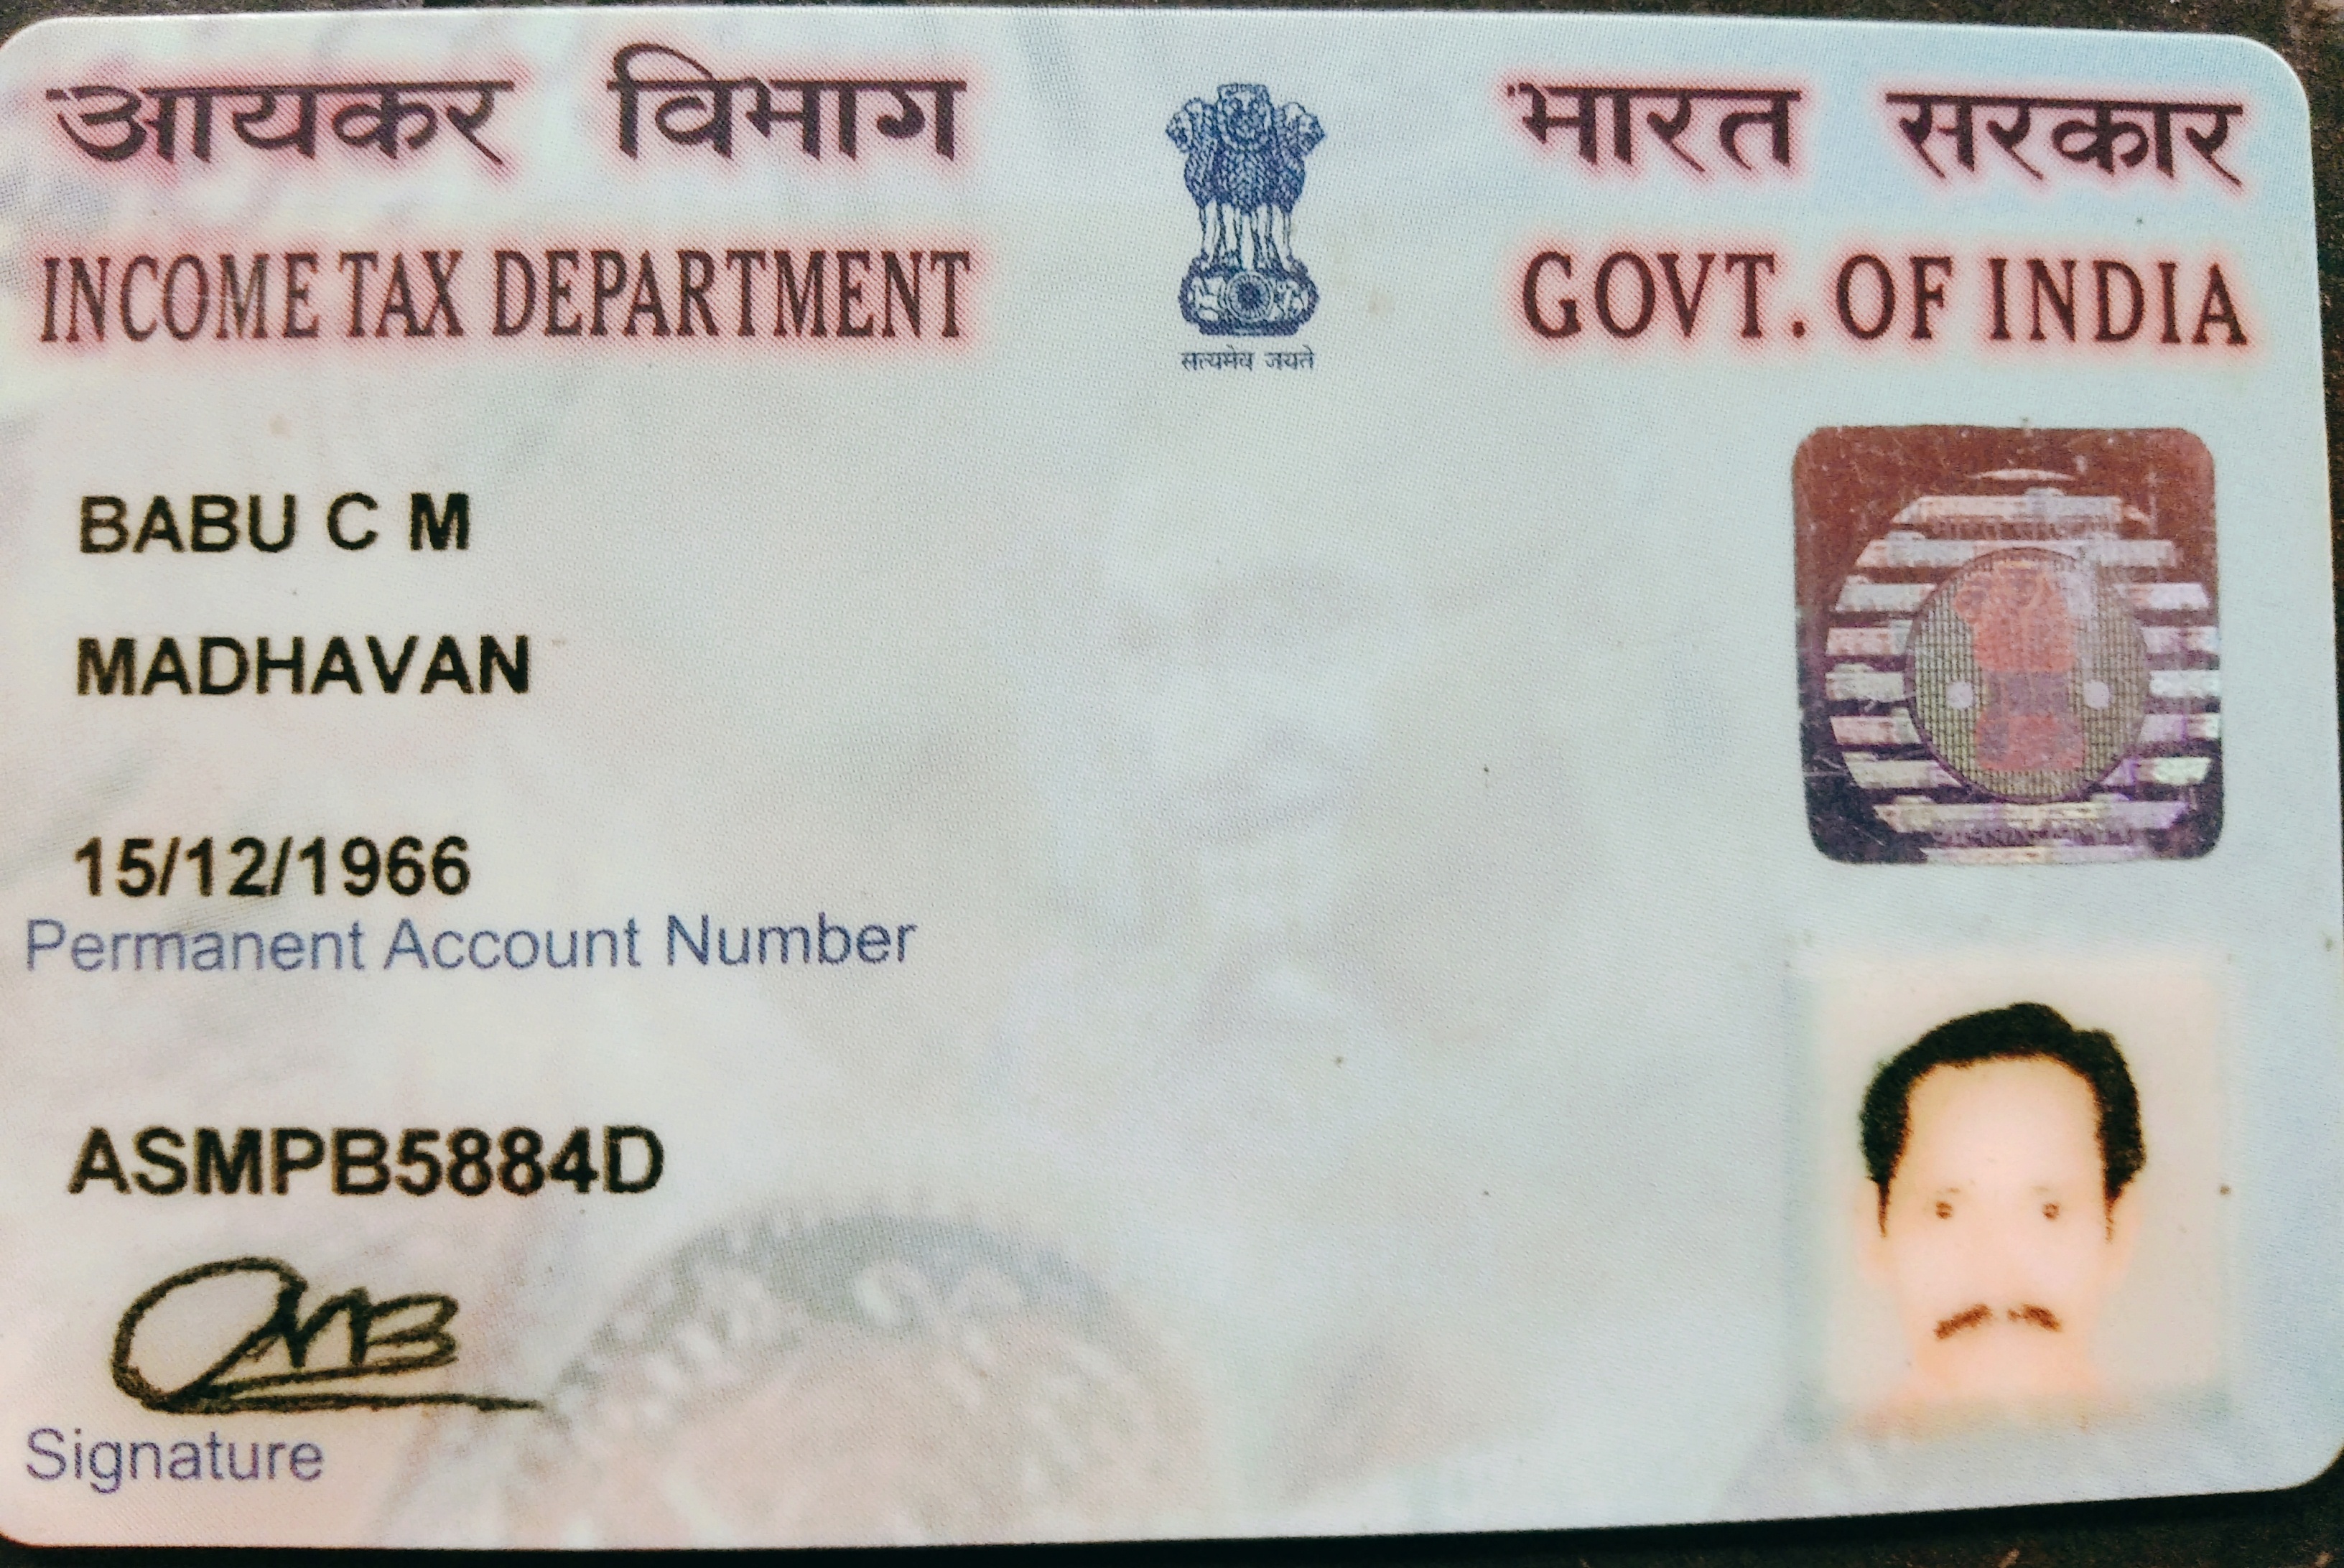 आयकर विभाग
INCOME TAX DEPARTMENT
भारत सरकार
GOVT. OF INDIA
सत्यमेव जयते
BABU C M
MADHAVAN
15/12/1966
Permanent Account Number
ASMPB5884D
Signature